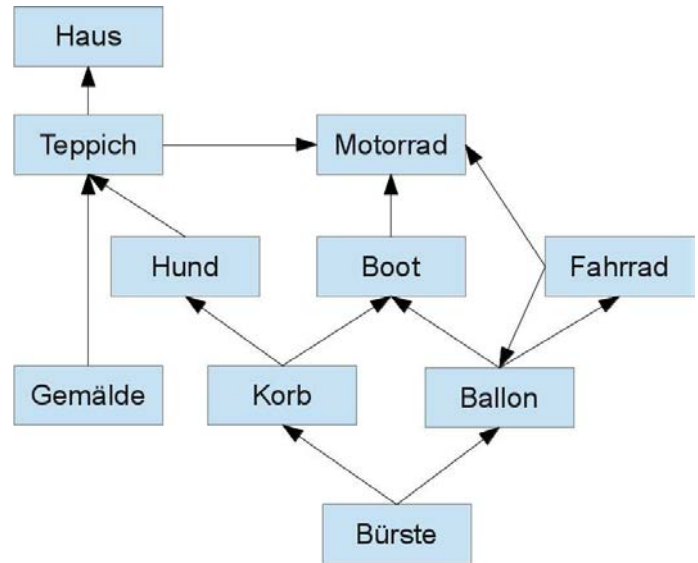 Haus
Teppich
Motorrad
Hund
Boot
Fahrrad
Gemälde
Korb
Ballon
Bürste